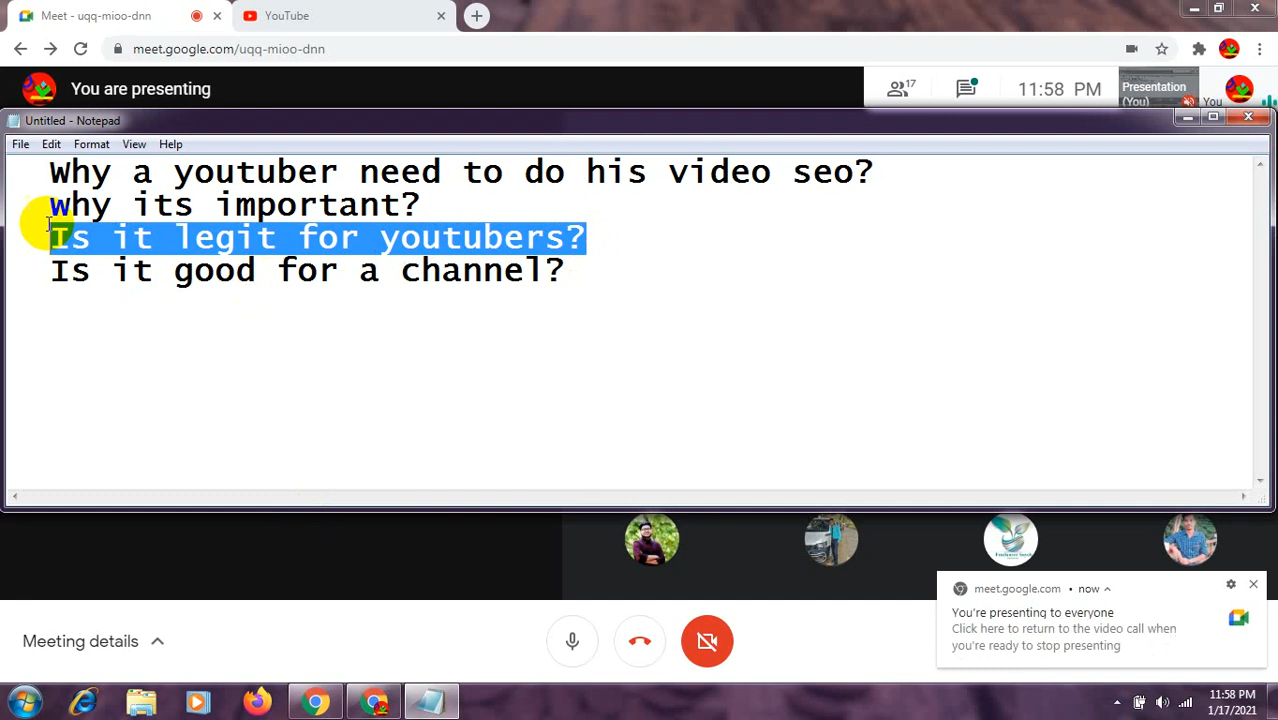 Meet - uqq-mioo-dnn
YouTube
meet.google.com/uqq-mioo-dnn
You are presenting
17
11:58 PM
Presentation
(You)
You
Untitled - Notepad
File Edit Format View Help
Why a youtuber need to do his video seo?
why its important?
Is it legit for youtubers?
Is it good for a channel?
meet.google.com • now
You're presenting to everyone
Click here to return to the video call when
you're ready to stop presenting
Meeting details
11:58 PM
1/17/2021